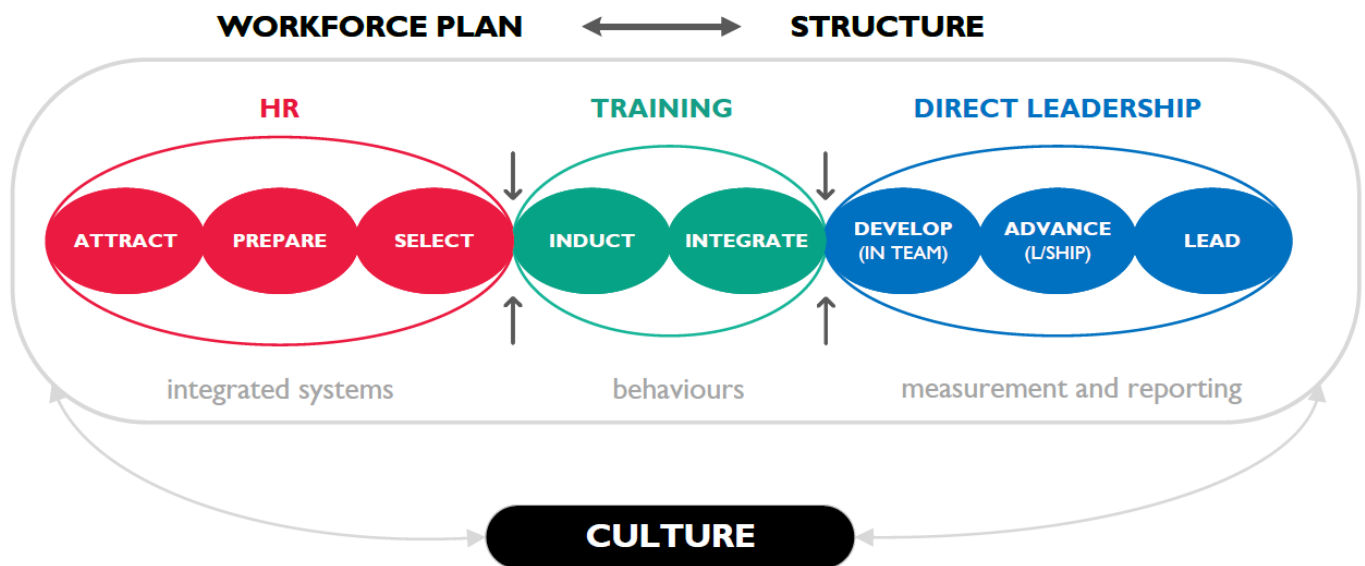 WORKFORCE PLAN STRUCTURE
HR TRAINING DIRECT LEADERSHIP
ATTRACT PREPARE SELECT INDUCT INTEGRATE DEVELOP (IN TEAM) ADVANCE (L/SHIP) LEAD
integrated systems behaviours measurement and reporting
CULTURE